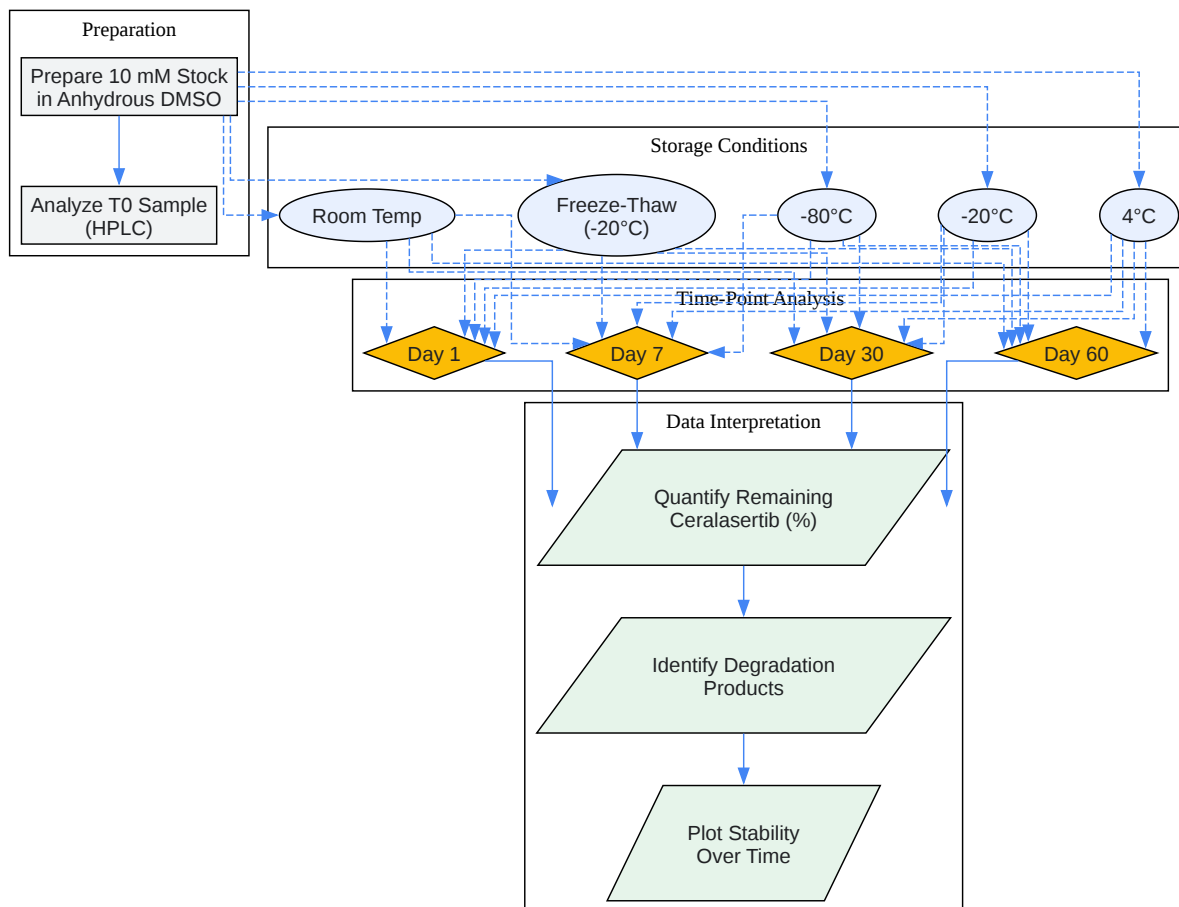 Preparation
Prepare 10 mM Stock
in Anhydrous DMSO
Analyze T0 Sample
(HPLC)
Storage Conditions
Room Temp
Freeze-Thaw
(-20°C)
-80°C
-20°C
4°C
Time-Point Analysis
Day 1
Day 7
Day 30
Day 60
Data Interpretation
Quantify Remaining
Ceralasertib (%)
Identify Degradation
Products
Plot Stability
Over Time